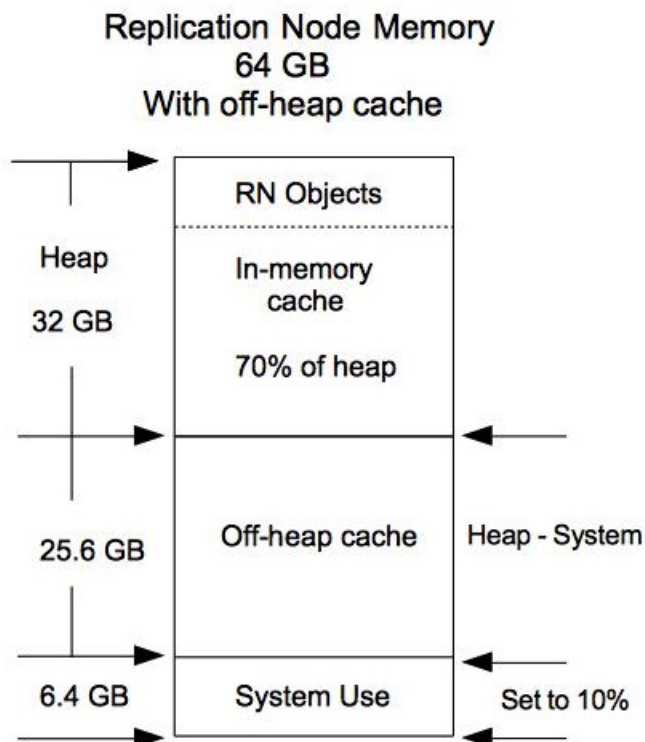 Replication Node Memory
64 GB
With off-heap cache
RN Objects
Heap
In-memory
cache
32 GB
70% of heap
25.6 GB
Off-heap cache
Heap - System
6.4 GB
System Use
Set to 10%